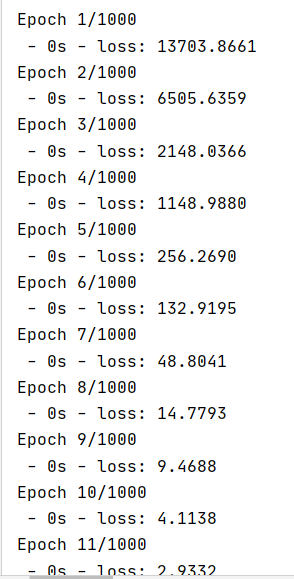 Epoch 1/1000
 - 0s - loss: 13703.8661
Epoch 2/1000
 - 0s - loss: 6505.6359
Epoch 3/1000
 - 0s - loss: 2148.0366
Epoch 4/1000
 - 0s - loss: 1148.9880
Epoch 5/1000
 - 0s - loss: 256.2690
Epoch 6/1000
 - 0s - loss: 132.9195
Epoch 7/1000
 - 0s - loss: 48.8041
Epoch 8/1000
 - 0s - loss: 14.7793
Epoch 9/1000
 - 0s - loss: 9.4688
Epoch 10/1000
 - 0s - loss: 4.1138
Epoch 11/1000
 - 0s - loss: 2.9332